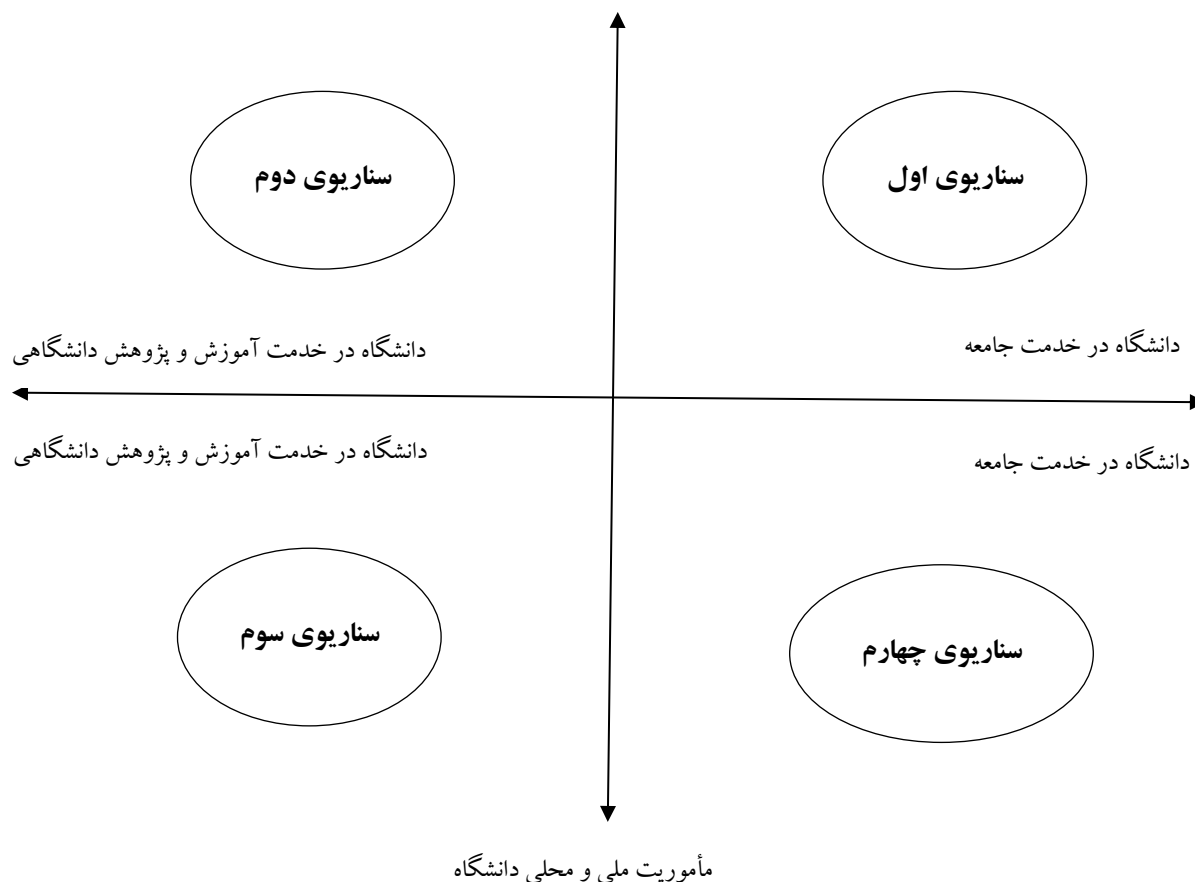 سناریوی اول
سناریوی دوم
دانشگاه در خدمت جامعه
دانشگاه در خدمت آموزش و پژوهش دانشگاهی
دانشگاه در خدمت جامعه
دانشگاه در خدمت آموزش و پژوهش دانشگاهی
سناریوی چهارم
سناریوی سوم
مأموریت ملی و محلی دانشگاه